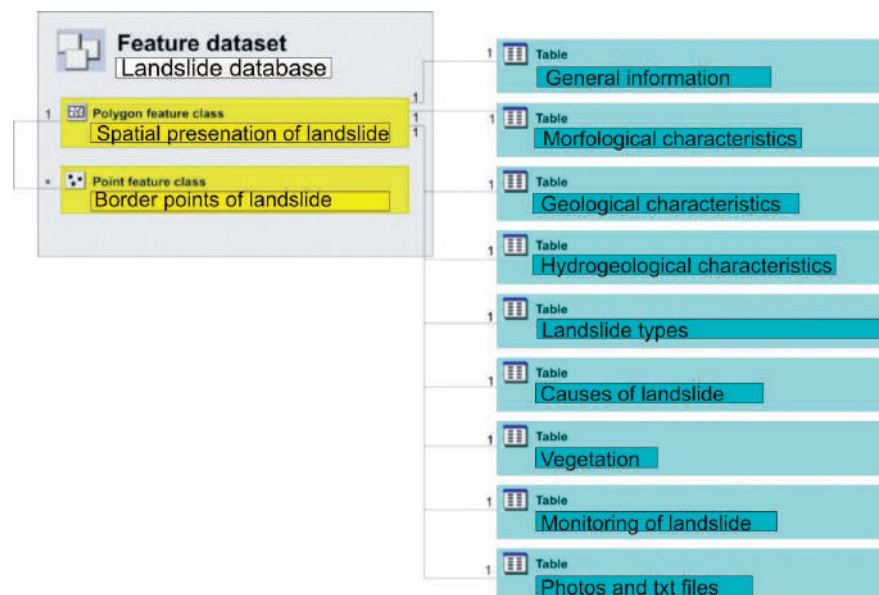 Feature dataset
Landslide database
1
1
Polygon feature class
1
Spatial presenation of landslide
1
*
Point feature class
Border points of landslide
1
Table
General information
1
Table
Morfological characteristics
1
Table
Geological characteristics
1
Table
Hydrogeological characteristics
1
Table
Landslide types
1
Table
Causes of landslide
1
Table
Vegetation
1
Table
Monitoring of landslide
1
Table
Photos and txt files